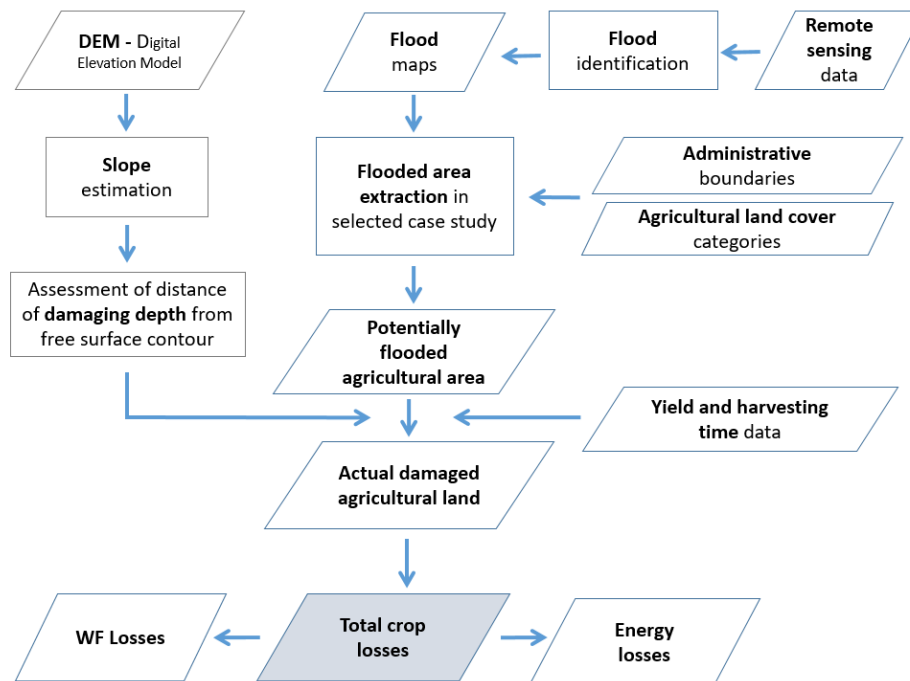 DEM - Digital
Elevation Model
Flood
maps
Flood
identification
Remote
sensing
data
Slope
estimation
Flooded area
extraction in
selected case study
Administrative
boundaries
Agricultural land cover
categories
Assessment of distance
of damaging depth from
free surface contour
Potentially
flooded
agricultural area
Yield and harvesting
time data
Actual damaged
agricultural land
WF Losses
Total crop
losses
Energy
losses